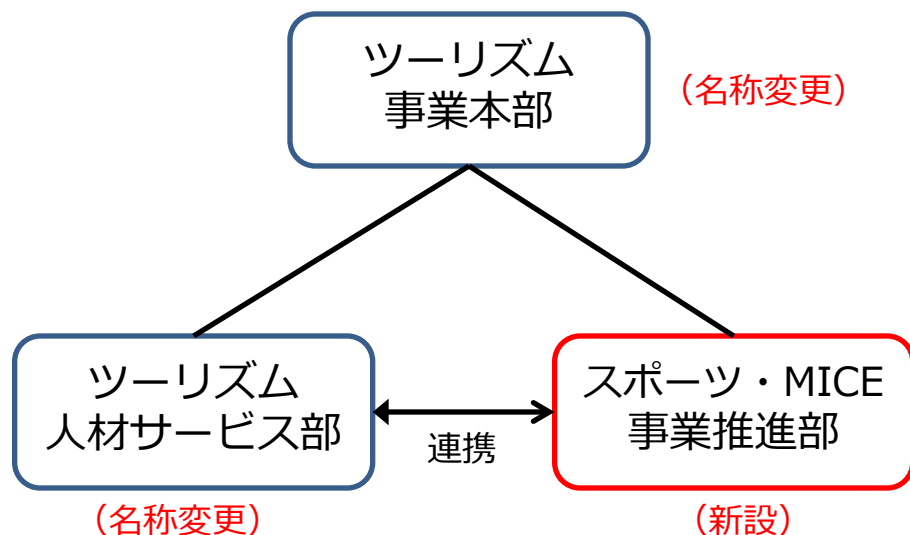 ツーリズム
事業本部
（名称変更）
ツーリズム
人材サービス部
連携
スポーツ・MICE
事業推進部
（名称変更）
（新設）